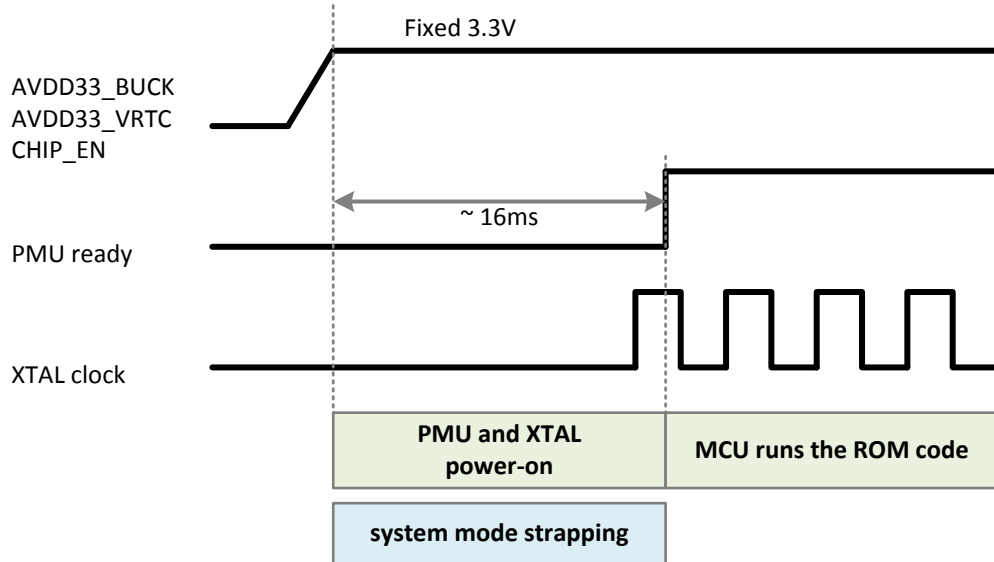 Fixed 3.3V
AVDD33_BUCK
AVDD33_VRTC
CHIP_EN
~ 16ms
PMU ready
XTAL clock
PMU and XTAL
power-on
MCU runs the ROM code
system mode strapping